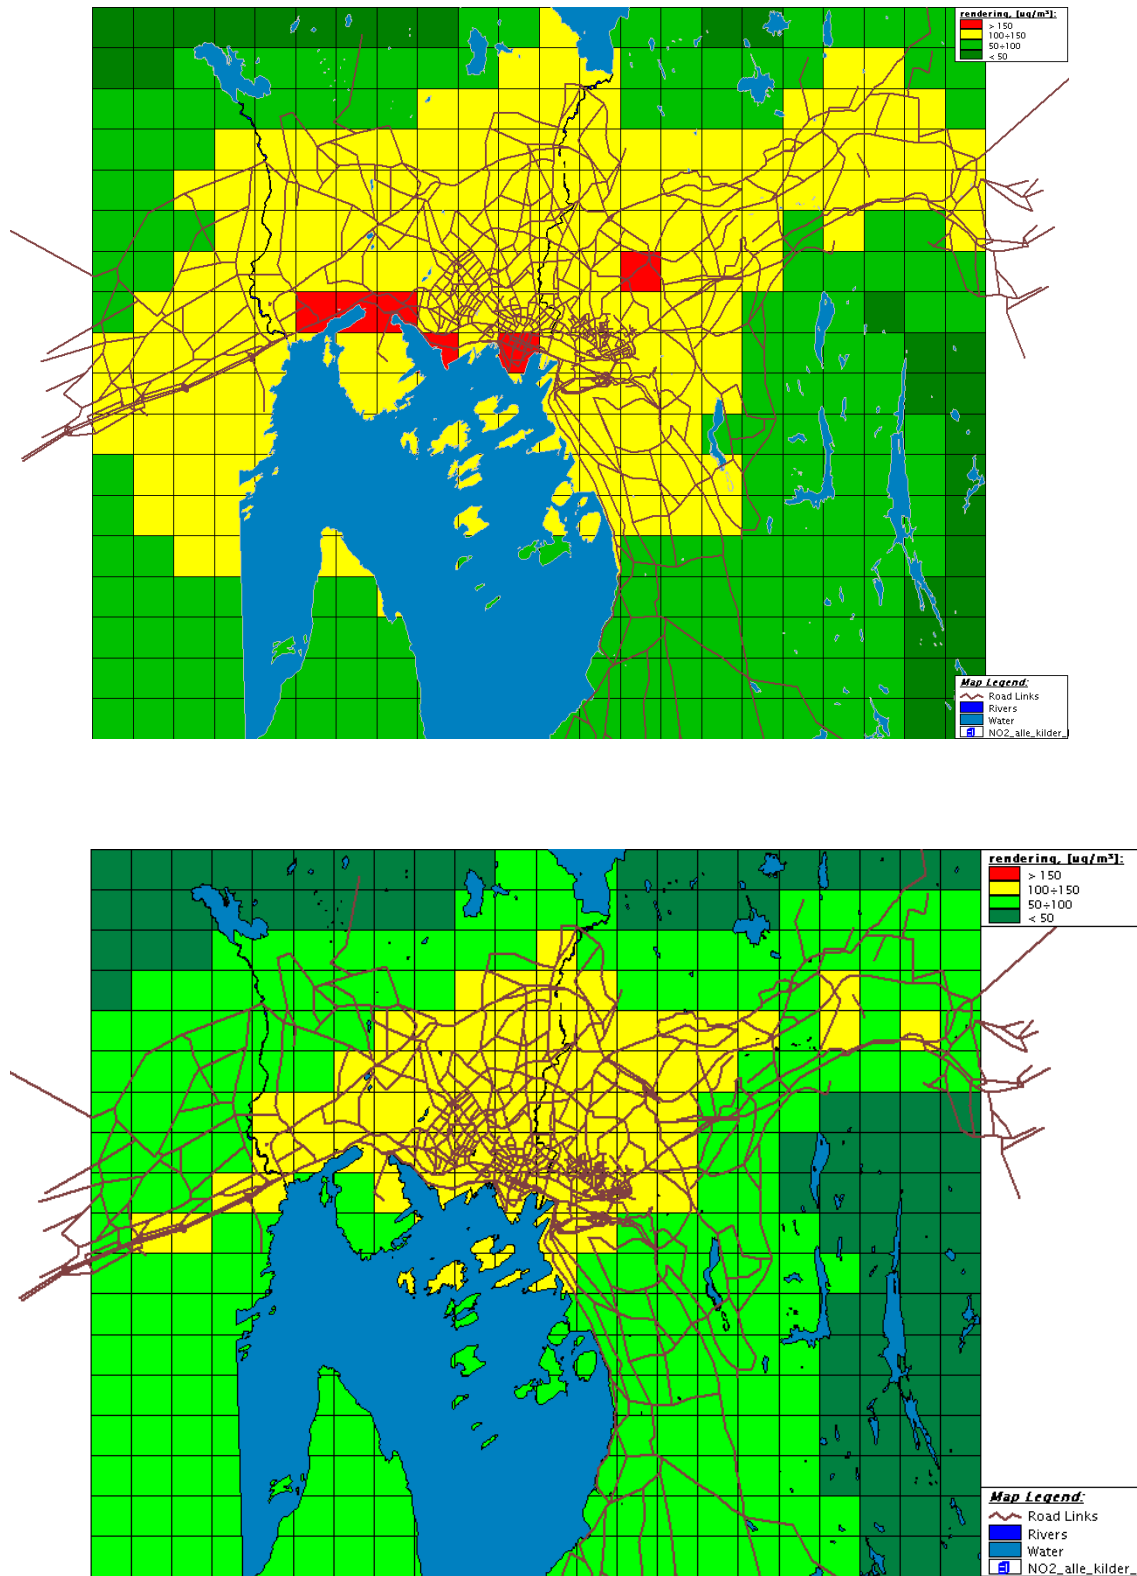 rendering, [ug/m³]:
> 150
100÷150
50÷100
< 50
Map Legend:
Road Links
Rivers
Water
NO2_alle_kilder_
rendering, [ug/m³]:
> 150
100÷150
50÷100
< 50
Map Legend:
Road Links
Rivers
Water
NO2_alle_kilder_